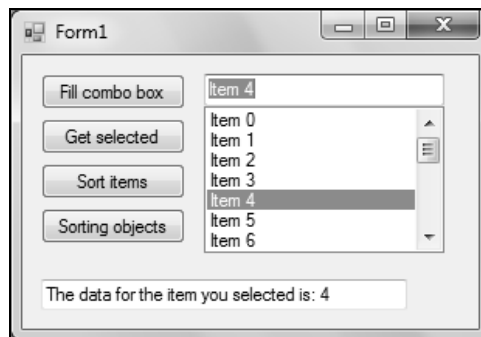 Form1
Fill combo box
Get selected
Sort items
Sorting objects
Item 4
Item 0
Item 1
Item 2
Item 3
Item 4
Item 5
Item 6
The data for the item you selected is: 4